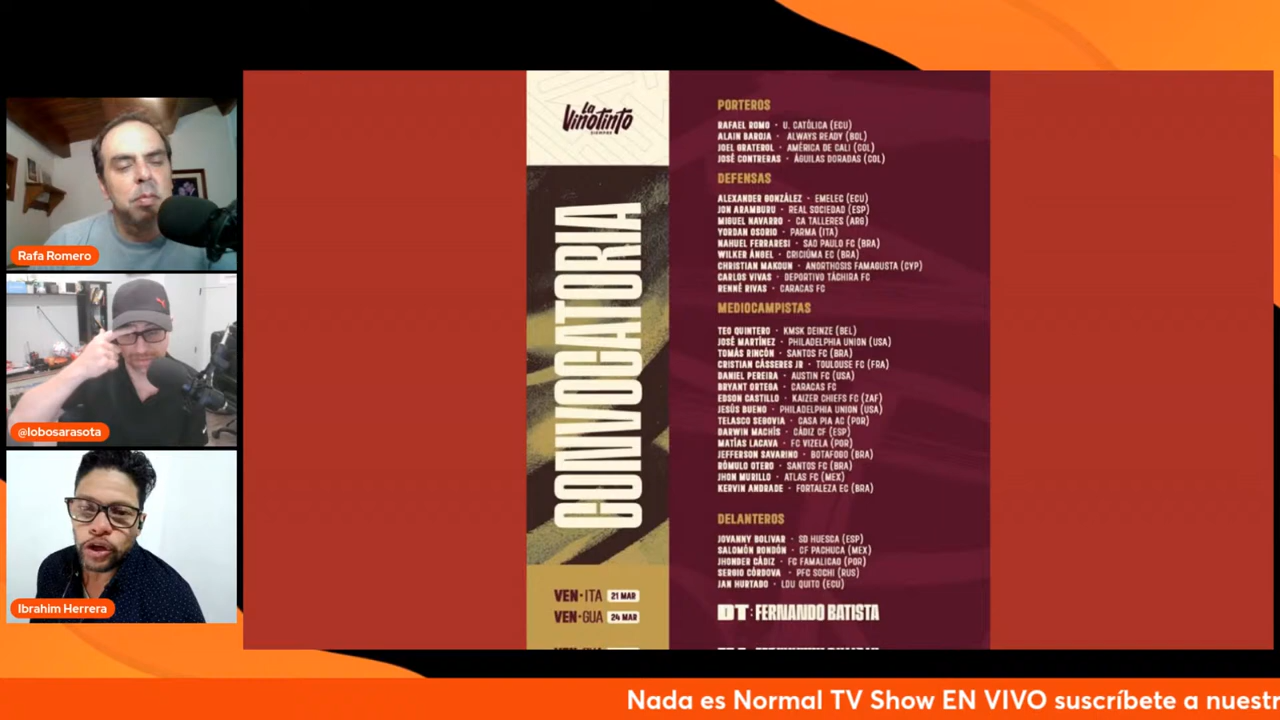 Rafa Romero
@lobosarasota
Ibrahim Herrera
La
Vinotinto
SIEMPRE
CONVOCATORIA
VEN·ITA 21 MAR
VEN·GUA 24 MAR
PORTEROS
RAFAEL ROMO · U. CATÓLICA (ECU)
ALAIN BAROJA · ALWAYS READY (BOL)
JOEL GRATEROL · AMÉRICA DE CALI (COL)
JOSÉ CONTRERAS · ÁGUILAS DORADAS (COL)
DEFENSAS
ALEXANDER GONZÁLEZ · EMELEC (ECU)
JON ARAMBURU · REAL SOCIEDAD (ESP)
MIGUEL NAVARRO · CA TALLERES (ARG)
YORDAN OSORIO · PARMA (ITA)
NAHUEL FERRARESI · SAO PAULO FC (BRA)
WILKER ÁNGEL · CRICIÚMA EC (BRA)
CHRISTIAN MAKOUN · ANORTHOSIS FAMAGUSTA (CYP)
CARLOS VIVAS · DEPORTIVO TÁCHIRA FC
RENNÉ RIVAS · CARACAS FC
MEDIOCAMPISTAS
TEO QUINTERO · KMSK DEINZE (BEL)
JOSÉ MARTÍNEZ · PHILADELPHIA UNION (USA)
TOMÁS RINCÓN · SANTOS FC (BRA)
CRISTIAN CÁSSERES JR · TOULOUSE FC (FRA)
DANIEL PEREIRA · AUSTIN FC (USA)
BRYANT ORTEGA · CARACAS FC
EDSON CASTILLO · KAIZER CHIEFS FC (ZAF)
JESÚS BUENO · PHILADELPHIA UNION (USA)
TELASCO SEGOVIA · CASA PIA AC (POR)
DARWIN MACHÍS · CÁDIZ CF (ESP)
MATÍAS LACAVA · FC VIZELA (POR)
JEFFERSON SAVARINO · BOTAFOGO (BRA)
RÓMULO OTERO · SANTOS FC (BRA)
JHON MURILLO · ATLAS FC (MEX)
KERVIN ANDRADE · FORTALEZA EC (BRA)
DELANTEROS
JOVANNY BOLIVAR · SD HUESCA (ESP)
SALOMÓN RONDÓN · CF PACHUCA (MEX)
JHONDER CÁDIZ · FC FAMALICAO (POR)
SERGIO CÓRDOVA · PFC SOCHI (RUS)
JAN HURTADO · LDU QUITO (ECU)
DT: FERNANDO BATISTA
Nada es Normal TV Show EN VIVO suscríbete a nuestr